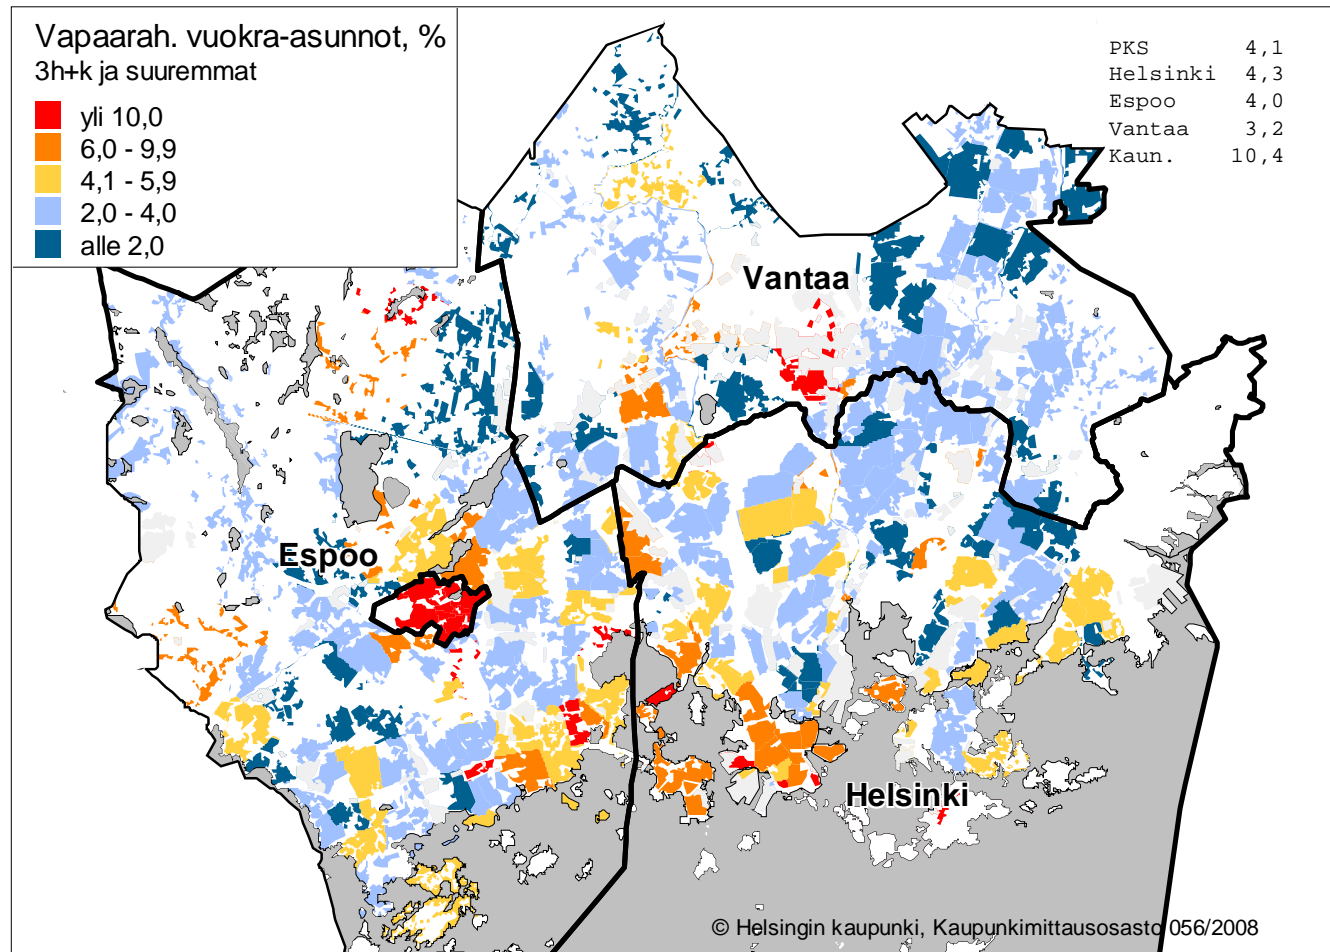 Vapaarah. vuokra-asunnot, %
3h+k ja suuremmat
yli 10,0
6,0 - 9,9
4,1 - 5,9
2,0 - 4,0
alle 2,0
PKS 4,1
Helsinki 4,3
Espoo 4,0
Vantaa 3,2
Kaun. 10,4
Vantaa
Espoo
Helsinki
© Helsingin kaupunki, Kaupunkimittausosasto 056/2008